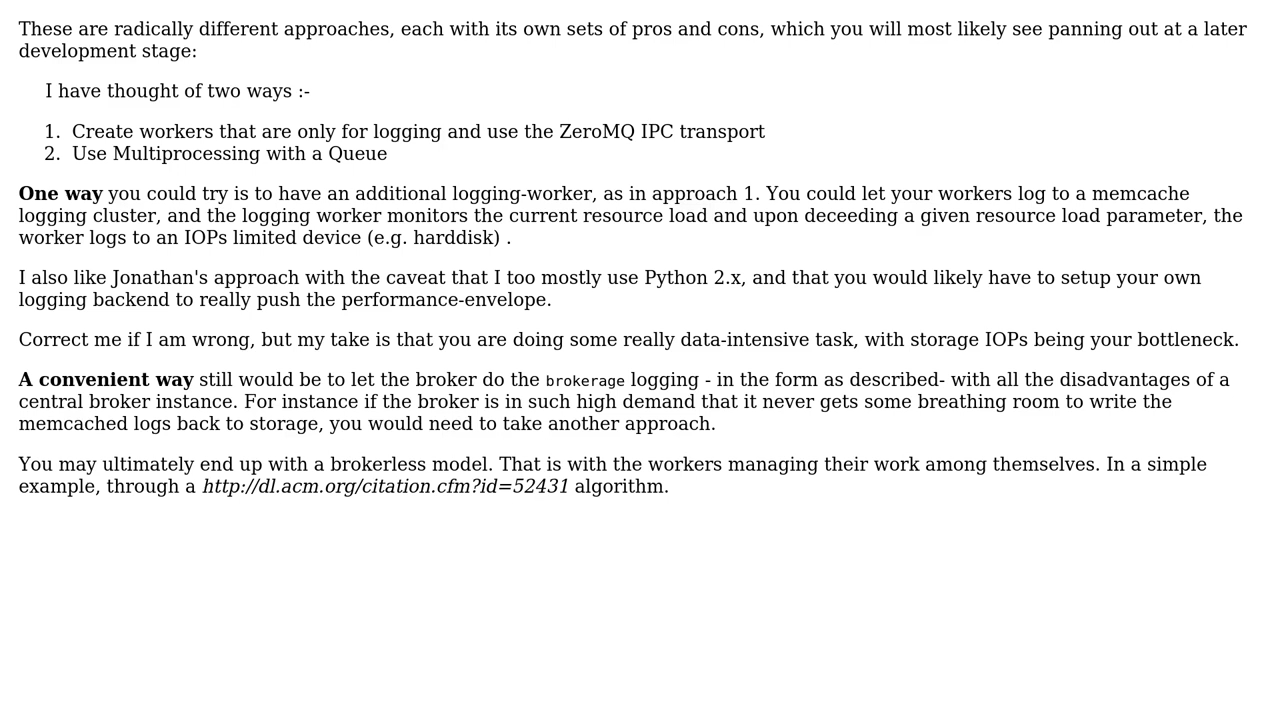 These are radically different approaches, each with its own sets of pros and cons, which you will most likely see panning out at a later
development stage:
I have thought of two ways :-
1. Create workers that are only for logging and use the ZeroMQ IPC transport
2. Use Multiprocessing with a Queue
One way you could try is to have an additional logging-worker, as in approach 1. You could let your workers log to a memcache
logging cluster, and the logging worker monitors the current resource load and upon deceeding a given resource load parameter, the
worker logs to an IOPs limited device (e.g. harddisk) .
I also like Jonathan's approach with the caveat that I too mostly use Python 2.x, and that you would likely have to setup your own
logging backend to really push the performance-envelope.
Correct me if I am wrong, but my take is that you are doing some really data-intensive task, with storage IOPs being your bottleneck.
A convenient way still would be to let the broker do the brokerage logging - in the form as described- with all the disadvantages of a
central broker instance. For instance if the broker is in such high demand that it never gets some breathing room to write the
memcached logs back to storage, you would need to take another approach.
You may ultimately end up with a brokerless model. That is with the workers managing their work among themselves. In a simple
example, through a http://dl.acm.org/citation.cfm?id=52431 algorithm.